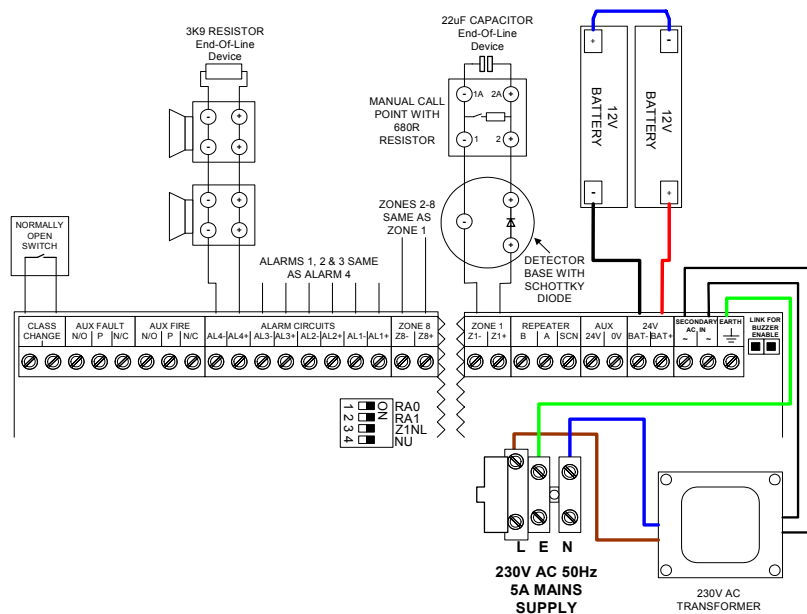 3K9 RESISTOR
End-Of-Line
Device
22uF CAPACITOR
End-Of-Line
Device
+ -
12V
BATTERY
12V
BATTERY
- +
- +
- +
- +
- +
1A 2A
- +
MANUAL CALL
POINT WITH
680R
RESISTOR
1 2
- +
NORMALLY
OPEN
SWITCH
ZONES 2-8
SAME AS
ZONE 1
- +
+
ALARMS 1, 2 & 3 SAME
AS ALARM 4
DETECTOR
BASE WITH
SCHOTTKY
DIODE
CLASS
CHANGE
AUX FAULT
N/O P N/C
AUX FIRE
N/O P N/C
ALARM CIRCUITS
AL4- AL4+ AL3- AL3+ AL2- AL2+ AL1- AL1+
ZONE 8
Z8- Z8+
ZONE 1
Z1- Z1+
REPEATER
B A SCN
AUX
24V 0V
24V
BAT- BAT+
SECONDARY
AC IN
~ ~
EARTH
LINK FOR
BUZZER
ENABLE
ON
1 RA0
2 RA1
3 Z1NL
4 NU
L E N
230V AC 50Hz
5A MAINS
SUPPLY
230V AC
TRANSFORMER